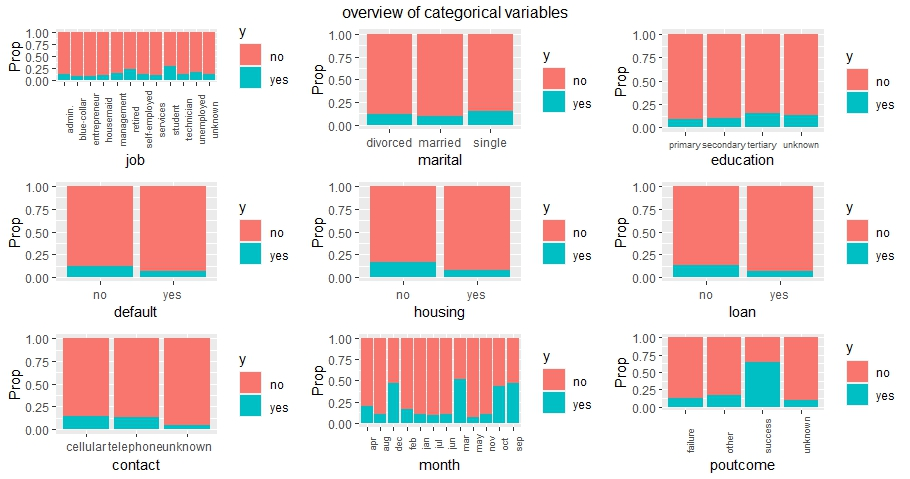 overview of categorical variables
Prop
1.00
0.75
0.50
0.25
0.00
admin.
blue-collar
entrepreneur
housemaid
management
retired
self-employed
services
student
technician
unemployed
unknown
job
y
no
yes
Prop
1.00
0.75
0.50
0.25
0.00
divorced married single
marital
y
no
yes
Prop
1.00
0.75
0.50
0.25
0.00
primary secondary tertiary unknown
education
y
no
yes
Prop
1.00
0.75
0.50
0.25
0.00
no yes
default
y
no
yes
Prop
1.00
0.75
0.50
0.25
0.00
no yes
housing
y
no
yes
Prop
1.00
0.75
0.50
0.25
0.00
no yes
loan
y
no
yes
Prop
1.00
0.75
0.50
0.25
0.00
cellular telephone unknown
contact
y
no
yes
Prop
1.00
0.75
0.50
0.25
0.00
apr
aug
dec
feb
jan
jul
jun
mar
may
nov
oct
sep
month
y
no
yes
Prop
1.00
0.75
0.50
0.25
0.00
failure
other
success
unknown
poutcome
y
no
yes